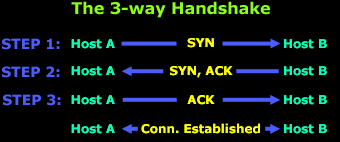 The 3-way Handshake
STEP 1: Host A SYN Host B
STEP 2: Host A SYN, ACK Host B
STEP 3: Host A ACK Host B
Host A Conn. Established Host B